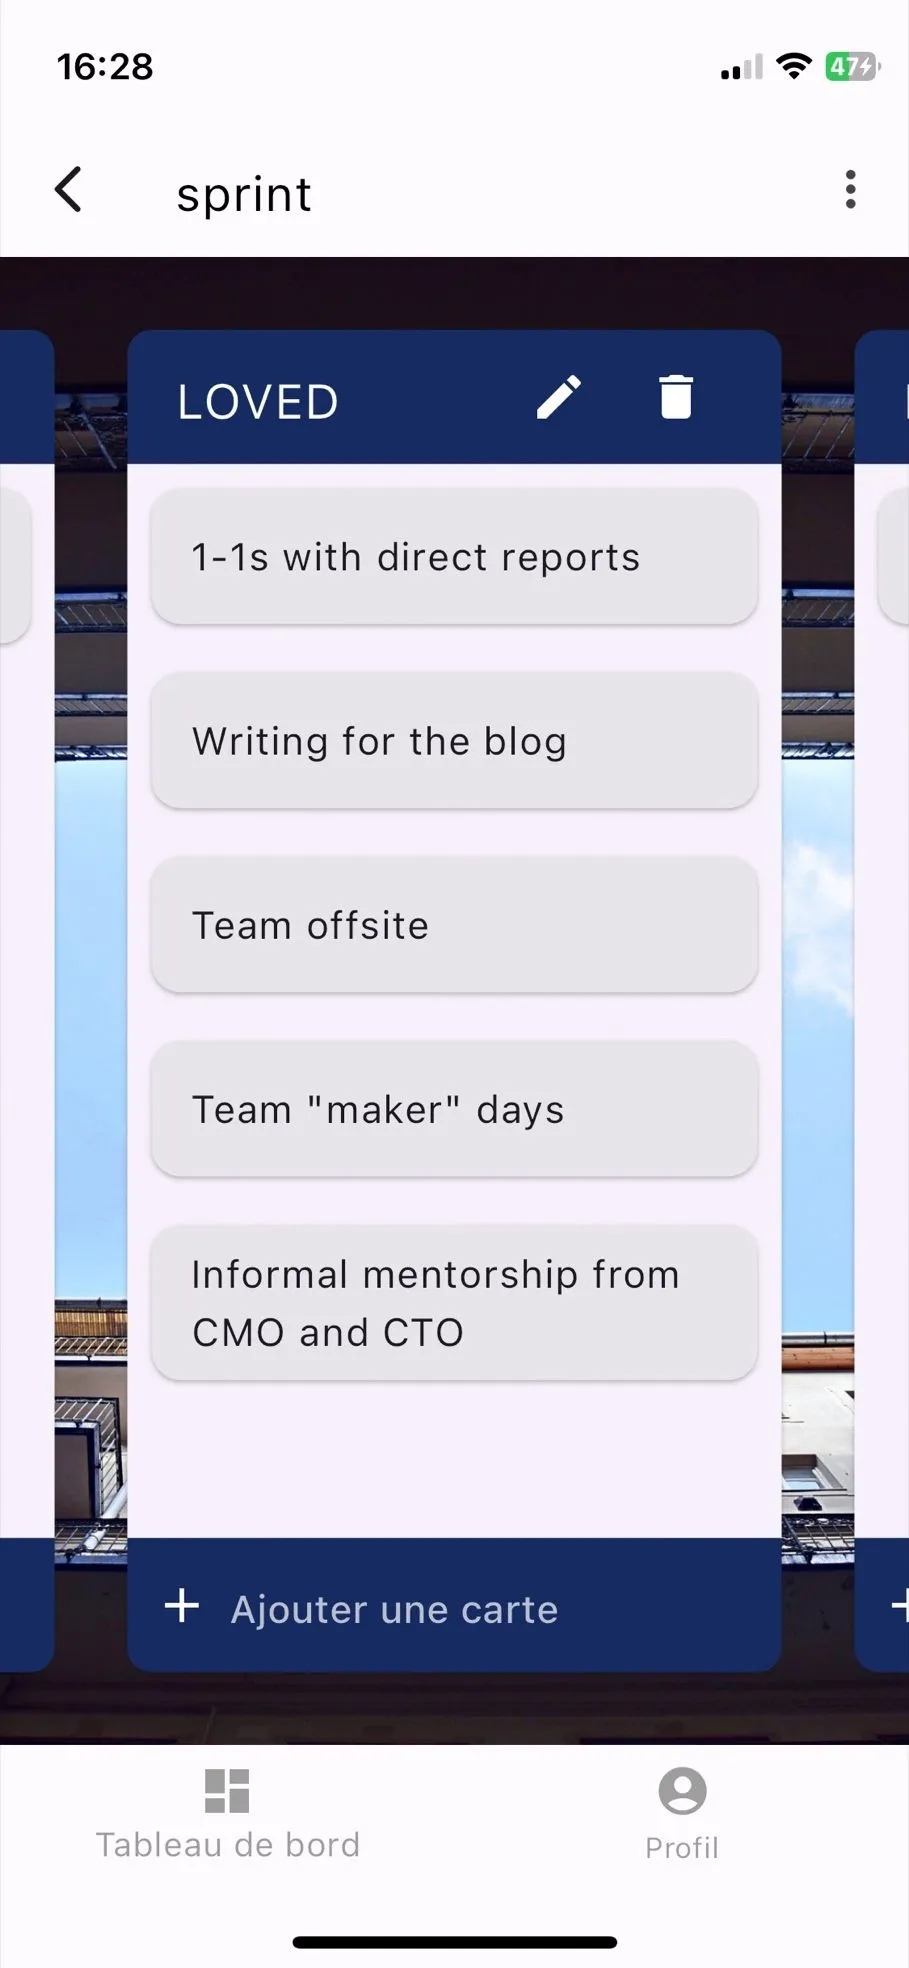 16:28
47
sprint
LOVED
1-1s with direct reports
Writing for the blog
Team offsite
Team "maker" days
Informal mentorship from
CMO and CTO
+ Ajouter une carte
Tableau de bord
Profil